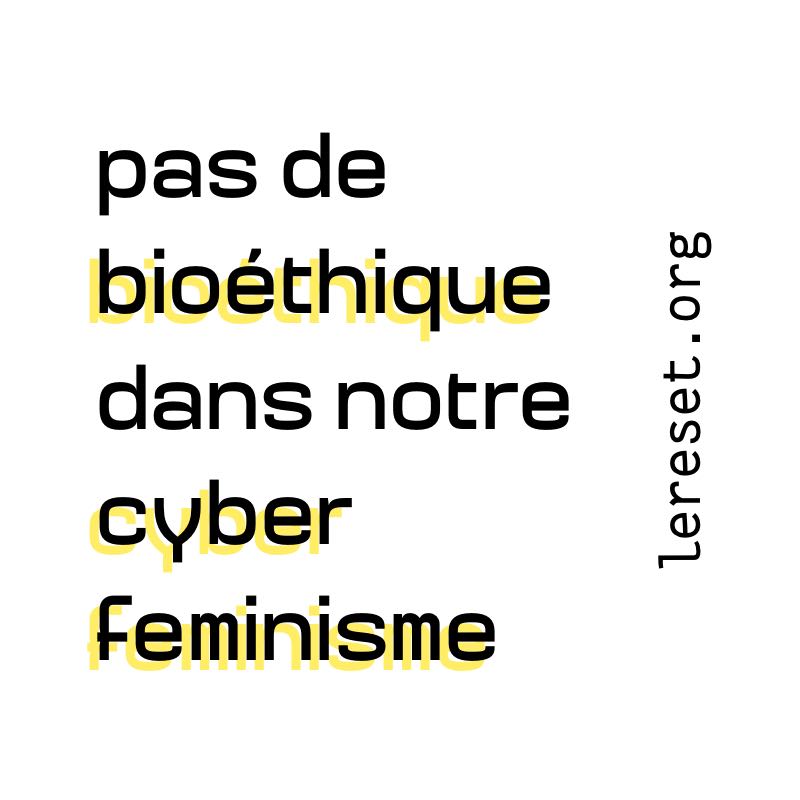 pas de
bioéthique
dans notre
cyber
feminisme
lereset.org